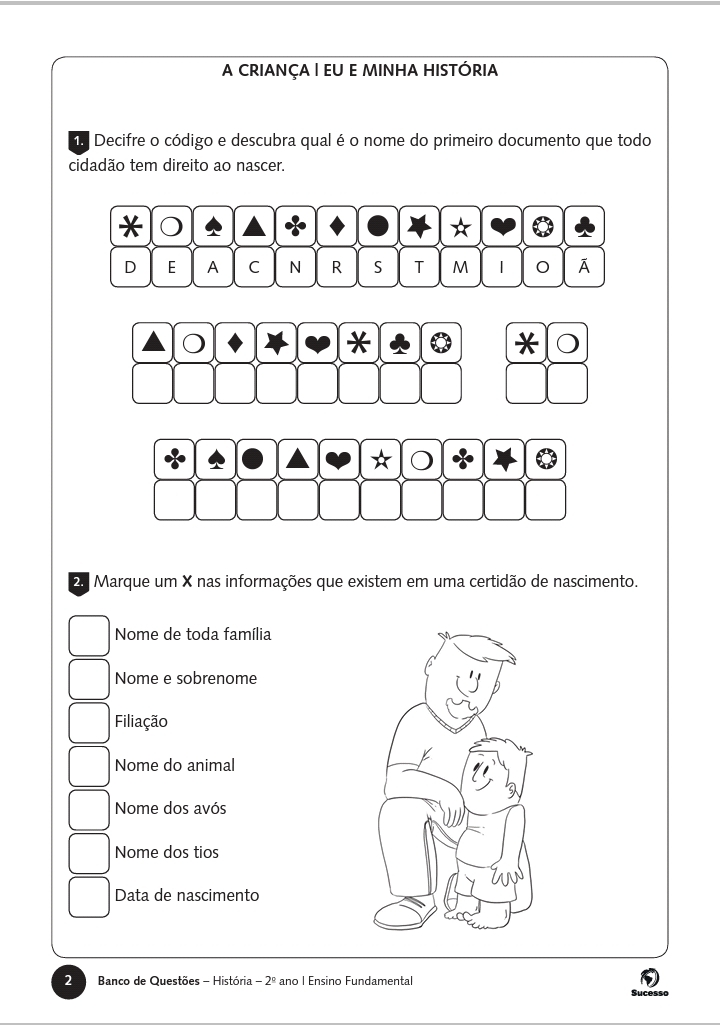 A CRIANÇA | EU E MINHA HISTÓRIA
1. Decifre o código e descubra qual é o nome do primeiro documento que todo
cidadão tem direito ao nascer.
D E A C N R S T M I O Ã
2. Marque um X nas informações que existem em uma certidão de nascimento.
Nome de toda família
Nome e sobrenome
Filiação
Nome do animal
Nome dos avós
Nome dos tios
Data de nascimento
2 Banco de Questões – História – 2º ano | Ensino Fundamental
Sucesso